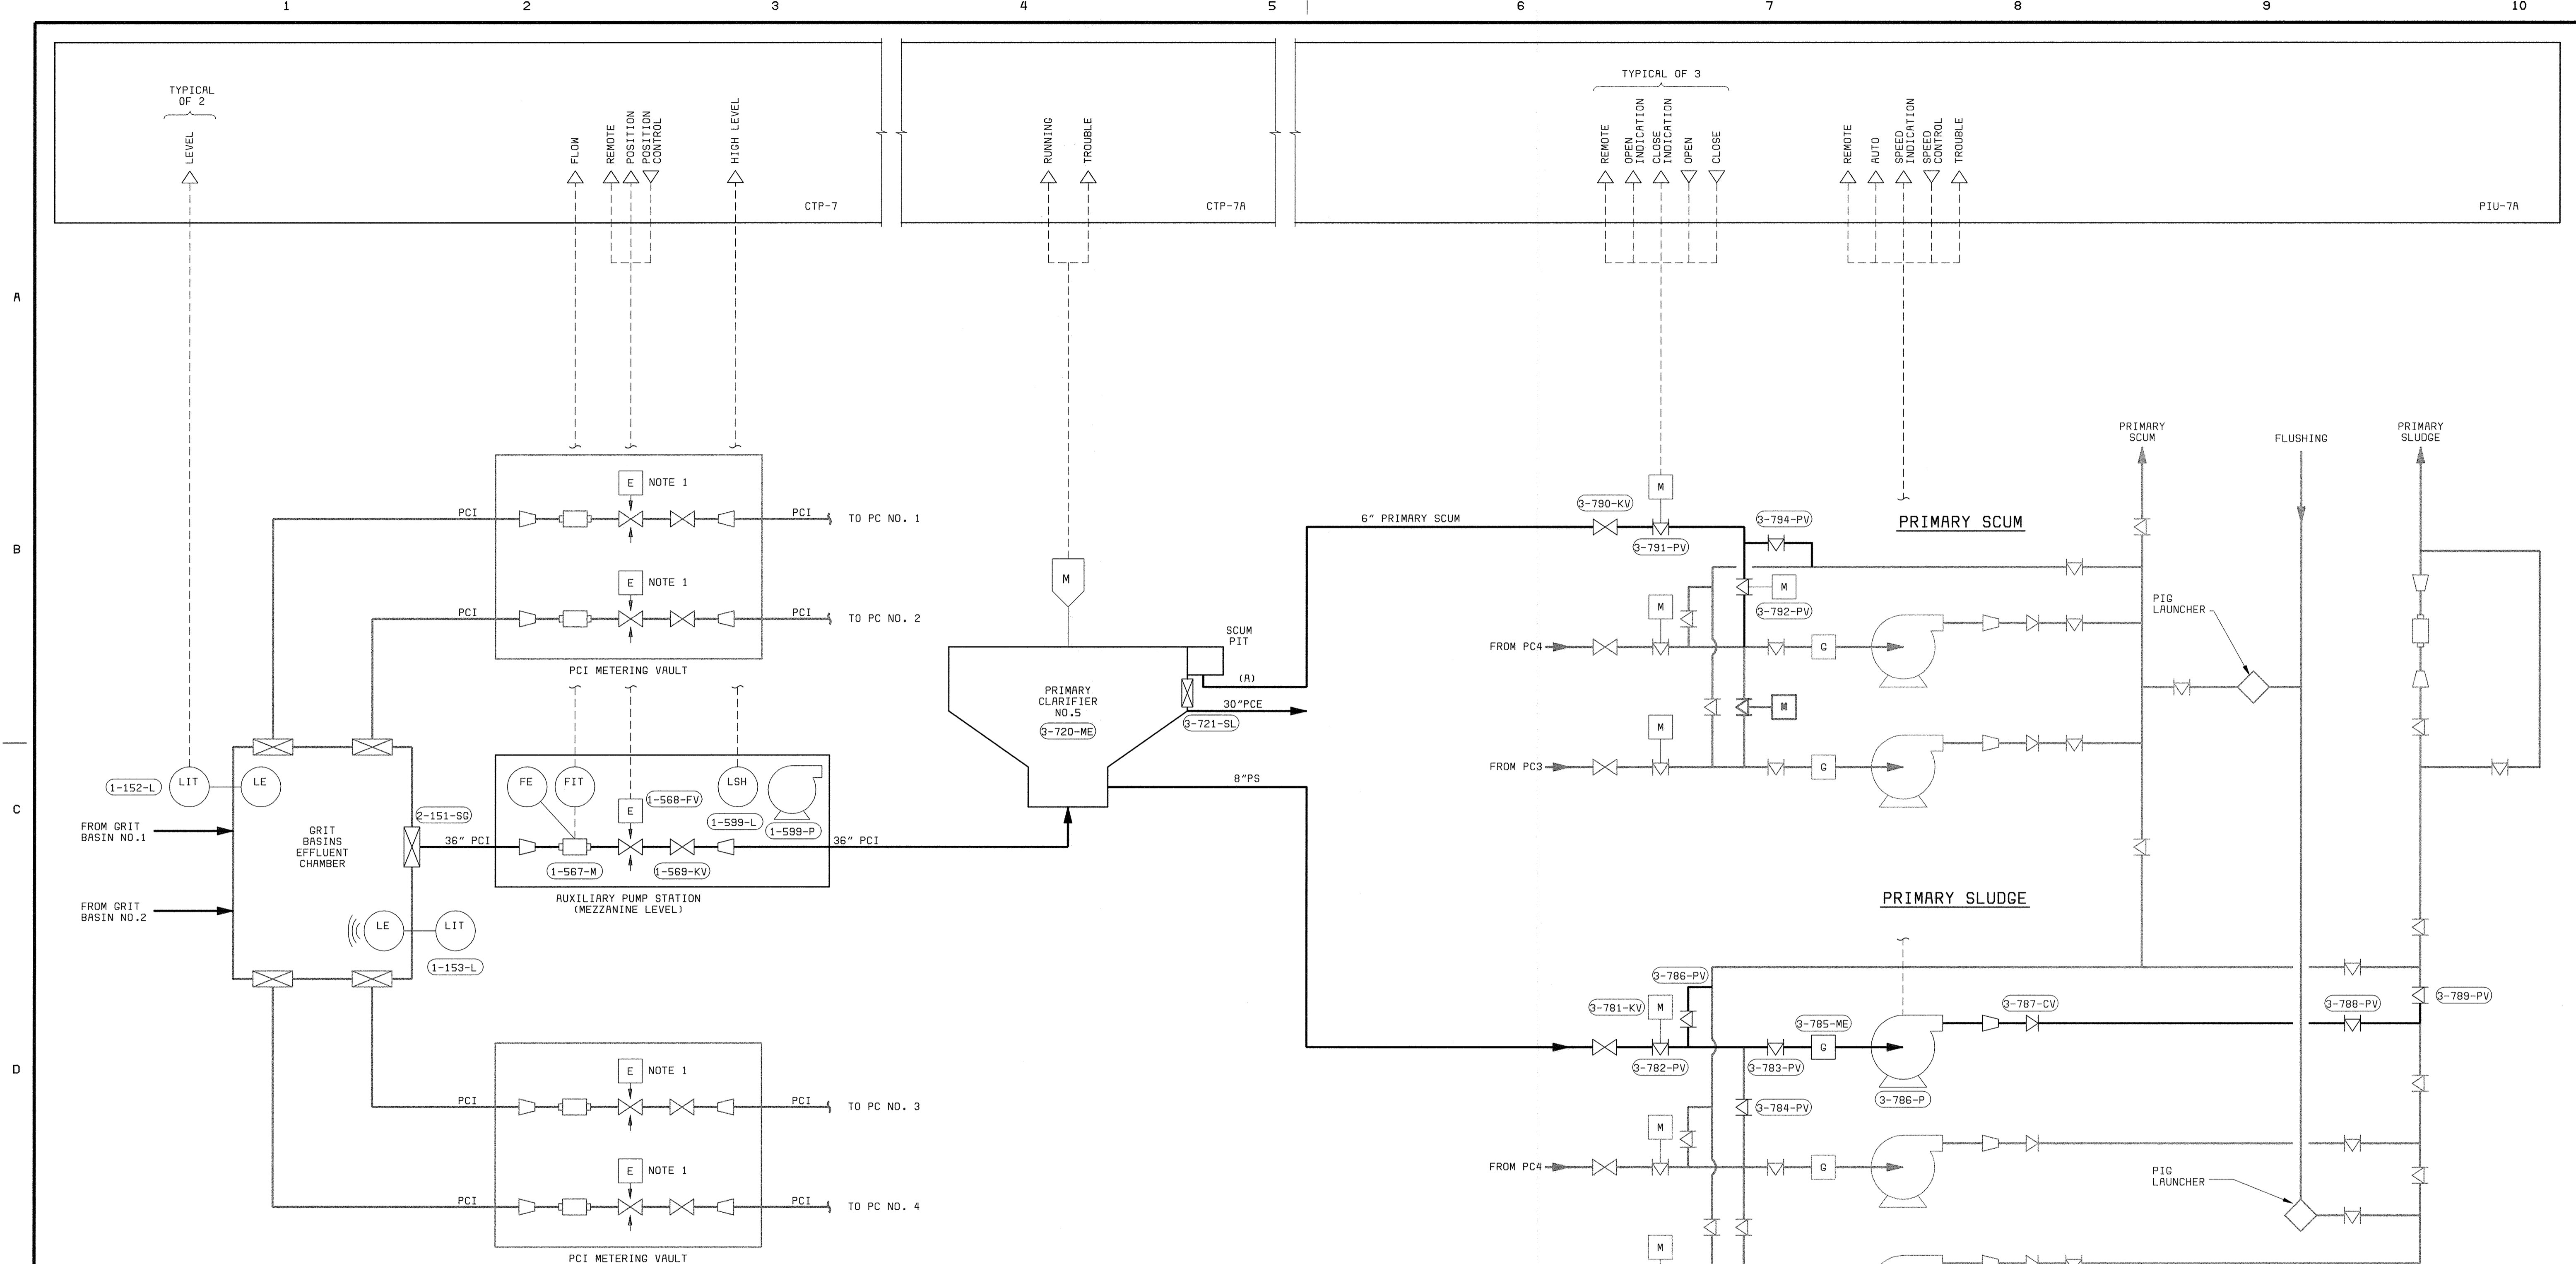 1 2 3 4 5 6 7 8 9 10
TYPICAL
OF 2
LEVEL
FLOW
REMOTE
POSITION
POSITION
CONTROL
HIGH LEVEL
CTP-7
RUNNING
TROUBLE
CTP-7A
TYPICAL OF 3
REMOTE
OPEN
INDICATION
CLOSE
INDICATION
OPEN
CLOSE
REMOTE
AUTO
SPEED
INDICATION
SPEED
CONTROL
TROUBLE
PIU-7A
A
B
C
D
E NOTE 1
PCI
PCI
TO PC NO. 1
E NOTE 1
PCI
PCI
TO PC NO. 2
PCI METERING VAULT
1-152-L
LIT
LE
FROM GRIT
BASIN NO.1
FROM GRIT
BASIN NO.2
GRIT
BASINS
EFFLUENT
CHAMBER
2-151-SG
36" PCI
LE
LIT
1-153-L
FE
FIT
E
1-568-FV
LSH
1-599-L
1-599-P
1-567-M
1-569-KV
36" PCI
AUXILIARY PUMP STATION
(MEZZANINE LEVEL)
E NOTE 1
PCI
PCI
TO PC NO. 3
E NOTE 1
PCI
PCI
TO PC NO. 4
PCI METERING VAULT
M
SCUM
PIT
PRIMARY
CLARIFIER
NO.5
3-720-ME
(A)
30"PCE
3-721-SL
8"PS
6" PRIMARY SCUM
3-790-KV
M
3-791-PV
3-794-PV
PRIMARY SCUM
M
3-792-PV
M
FROM PC4
G
M
M
FROM PC3
G
PRIMARY
SCUM
FLUSHING
PRIMARY
SLUDGE
PIG
LAUNCHER
PRIMARY SLUDGE
3-786-PV
3-781-KV
M
3-782-PV
3-783-PV
3-785-ME
G
3-786-P
3-787-CV
3-788-PV
3-789-PV
3-784-PV
M
FROM PC4
G
PIG
LAUNCHER
M